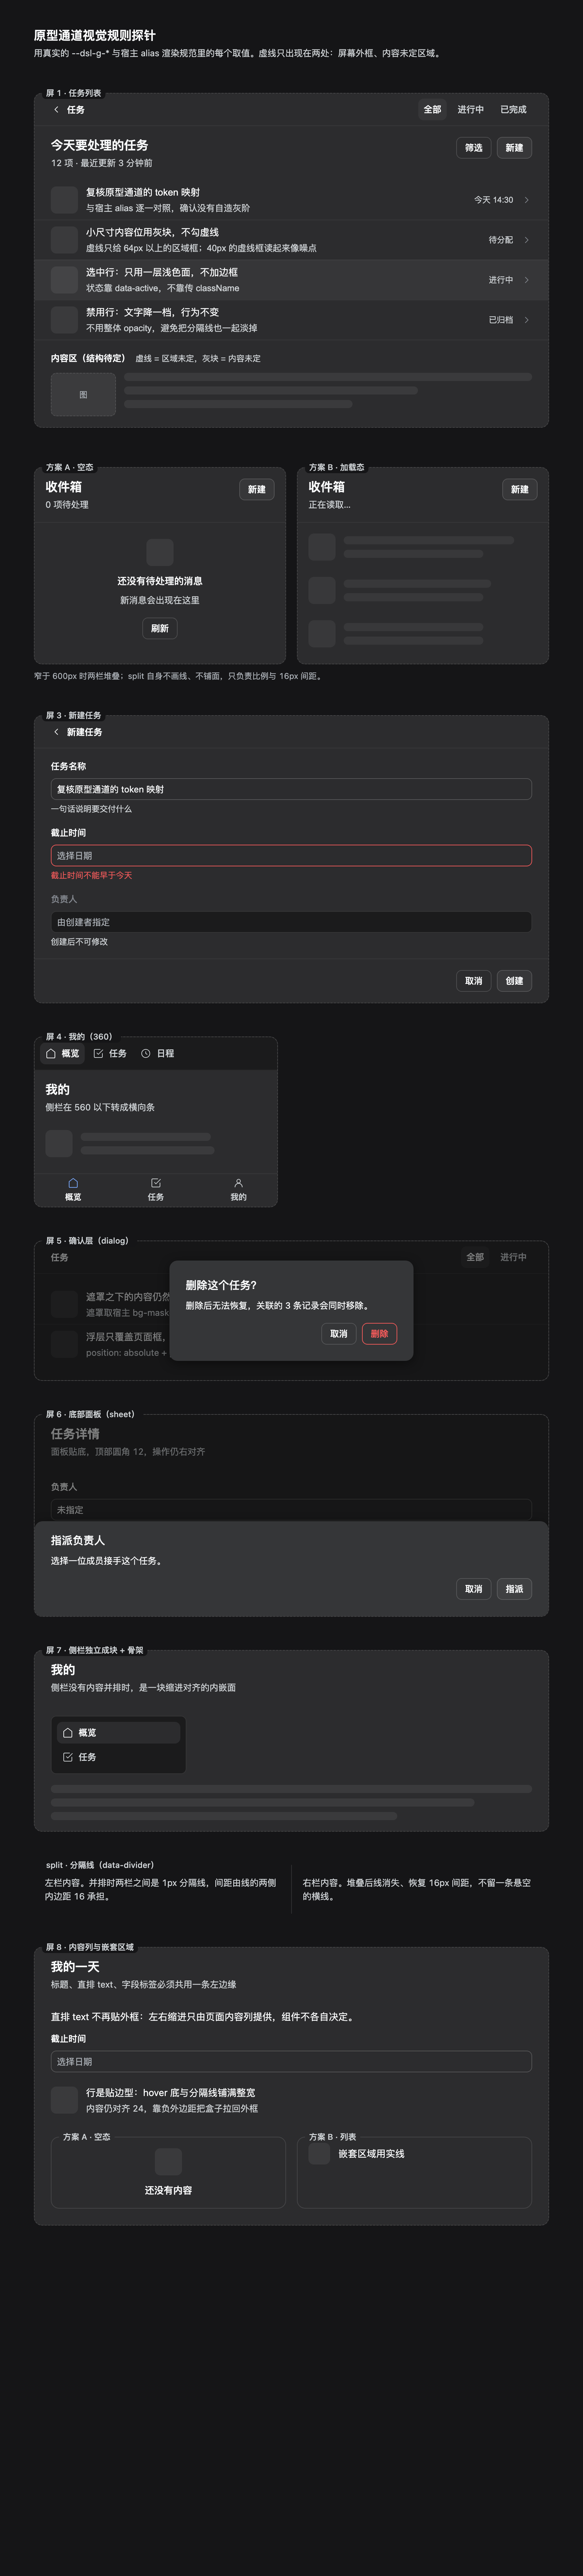 原型通道视觉规则探针
用真实的 --dsl-g-* 与宿主 alias 渲染规范里的每个取值。虚线只出现在两处：屏幕外框、内容未定区域。
屏 1 · 任务列表
任务
全部 进行中 已完成
今天要处理的任务
12 项 · 最近更新 3 分钟前
筛选 新建
复核原型通道的 token 映射
与宿主 alias 逐一对照，确认没有自造灰阶
今天 14:30
小尺寸内容位用灰块，不勾虚线
虚线只给 64px 以上的区域框；40px 的虚线框读起来像噪点
待分配
选中行：只用一层浅色面，不加边框
状态靠 data-active，不靠传 className
进行中
禁用行：文字降一档，行为不变
不用整体 opacity，避免把分隔线也一起淡掉
已归档
内容区（结构待定） 虚线 = 区域未定，灰块 = 内容未定
图
方案 A · 空态
收件箱
0 项待处理
新建
还没有待处理的消息
新消息会出现在这里
刷新
方案 B · 加载态
收件箱
正在读取…
新建
窄于 600px 时两栏堆叠；split 自身不画线、不铺面，只负责比例与 16px 间距。
屏 3 · 新建任务
新建任务
任务名称
复核原型通道的 token 映射
一句话说明要交付什么
截止时间
选择日期
截止时间不能早于今天
负责人
由创建者指定
创建后不可修改
取消 创建
屏 4 · 我的（360）
概览 任务 日程
我的
侧栏在 560 以下转成横向条
概览 任务 我的
屏 5 · 确认层（dialog）
任务
全部 进行中
遮罩之下的内容仍然
遮罩取宿主 bg-mask
浮层只覆盖页面框，
position: absolute +
删除这个任务？
删除后无法恢复，关联的 3 条记录会同时移除。
取消 删除
屏 6 · 底部面板（sheet）
任务详情
面板贴底，顶部圆角 12，操作仍右对齐
负责人
未指定
指派负责人
选择一位成员接手这个任务。
取消 指派
屏 7 · 侧栏独立成块 + 骨架
我的
侧栏没有内容并排时，是一块缩进对齐的内嵌面
概览
任务
split · 分隔线（data-divider）
左栏内容。并排时两栏之间是 1px 分隔线，间距由线的两侧
内边距 16 承担。
右栏内容。堆叠后线消失、恢复 16px 间距，不留一条悬空
的横线。
屏 8 · 内容列与嵌套区域
我的一天
标题、直排 text、字段标签必须共用一条左边缘
直排 text 不再贴外框：左右缩进只由页面内容列提供，组件不各自决定。
截止时间
选择日期
行是贴边型：hover 底与分隔线铺满整宽
内容仍对齐 24，靠负外边距把盒子拉回外框
方案 A · 空态
还没有内容
方案 B · 列表
嵌套区域用实线